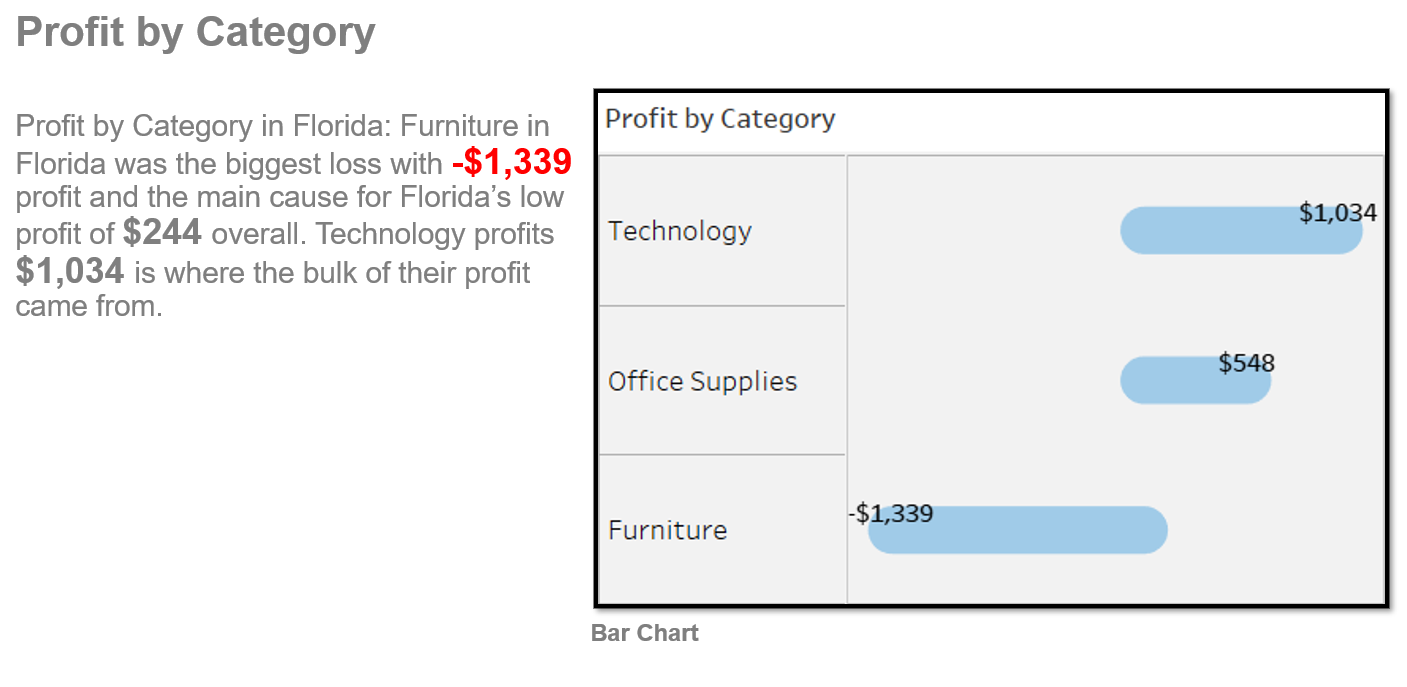 Profit by Category
Profit by Category in Florida: Furniture in
Florida was the biggest loss with -$1,339
profit and the main cause for Florida’s low
profit of $244 overall. Technology profits
$1,034 is where the bulk of their profit
came from.
Profit by Category
Technology
$1,034
Office Supplies
$548
Furniture
-$1,339
Bar Chart